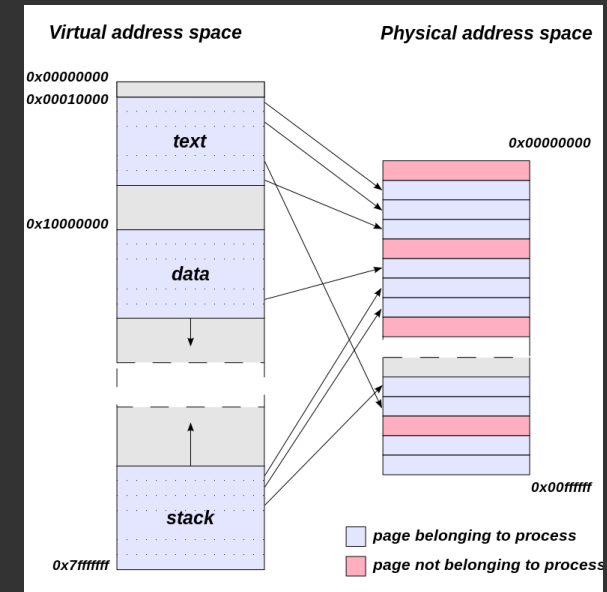 Virtual address space
Physical address space
0x00000000
0x00010000
text
0x00000000
0x10000000
data
stack
0x00ffffff
page belonging to process
0x7fffffff
page not belonging to process